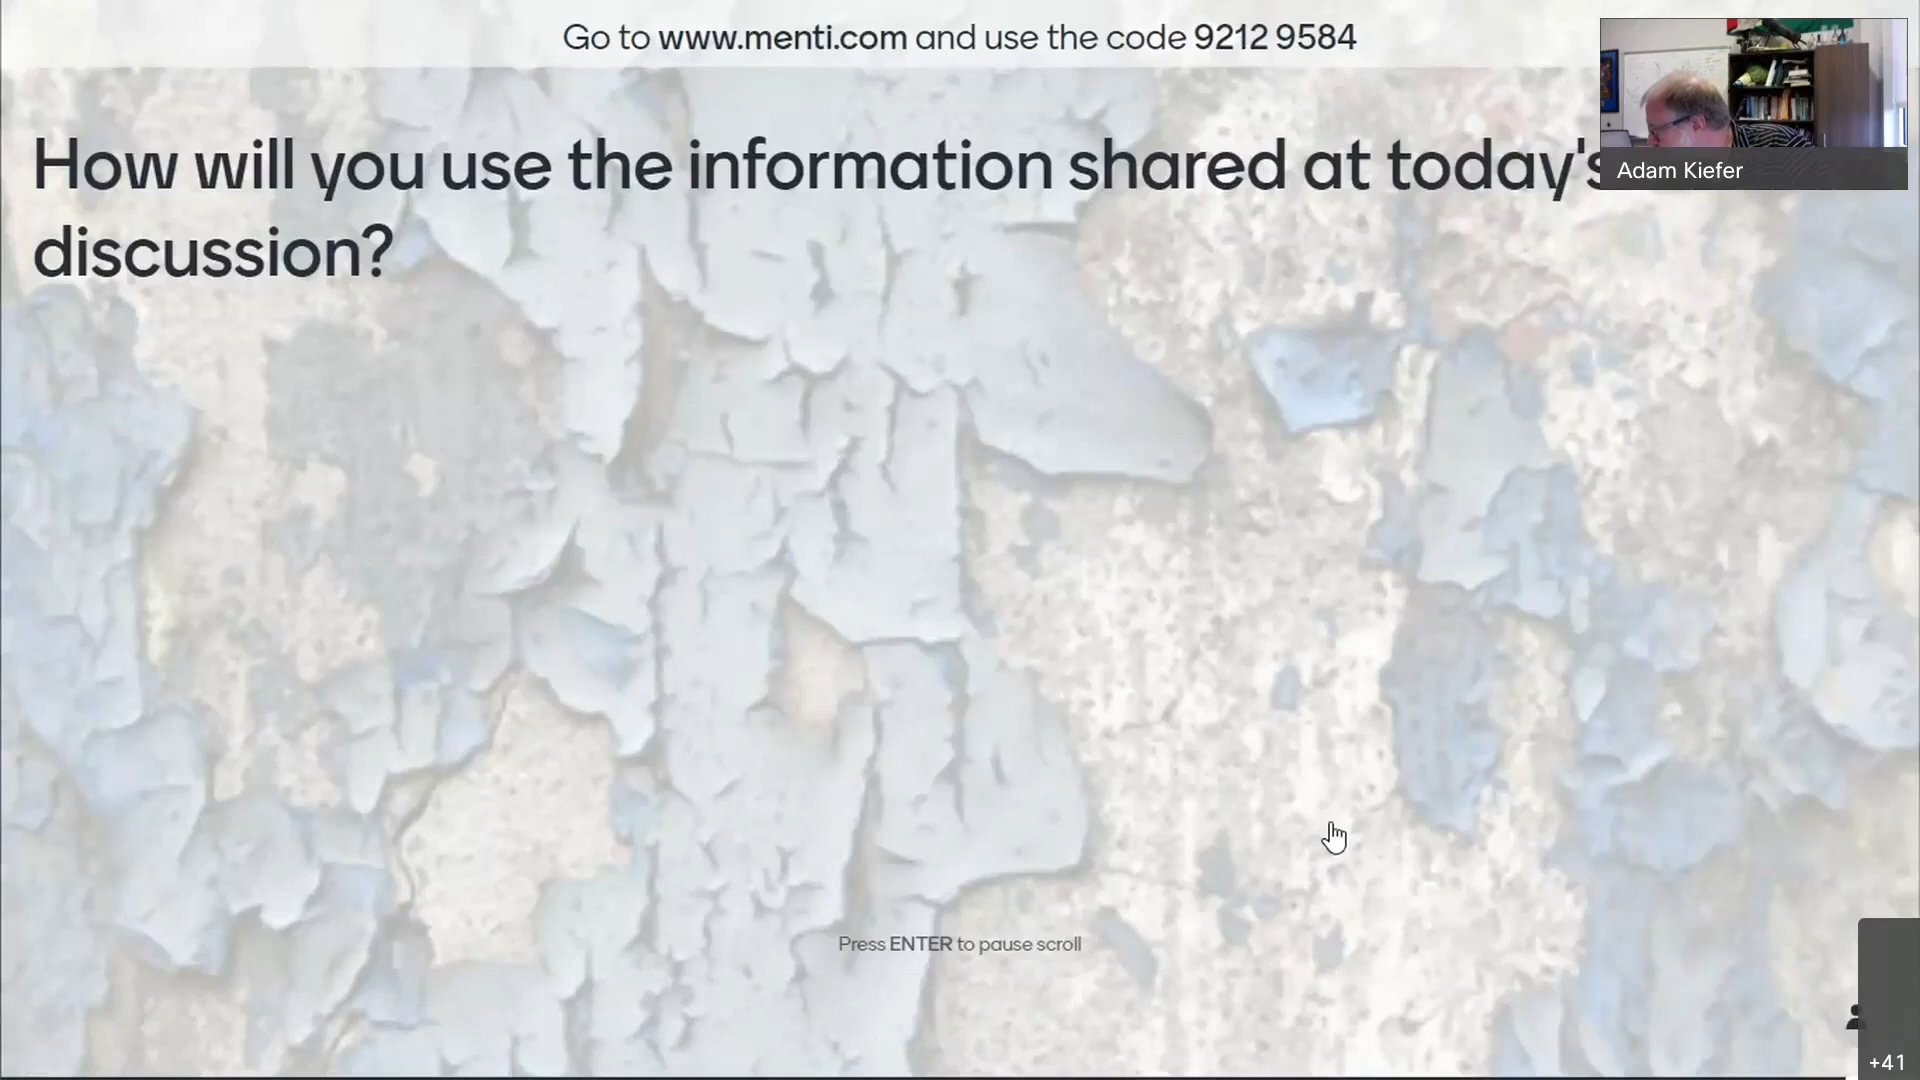 Go to www.menti.com and use the code 9212 9584
How will you use the information shared at today's
discussion?
Adam Kiefer
Press ENTER to pause scroll
+41